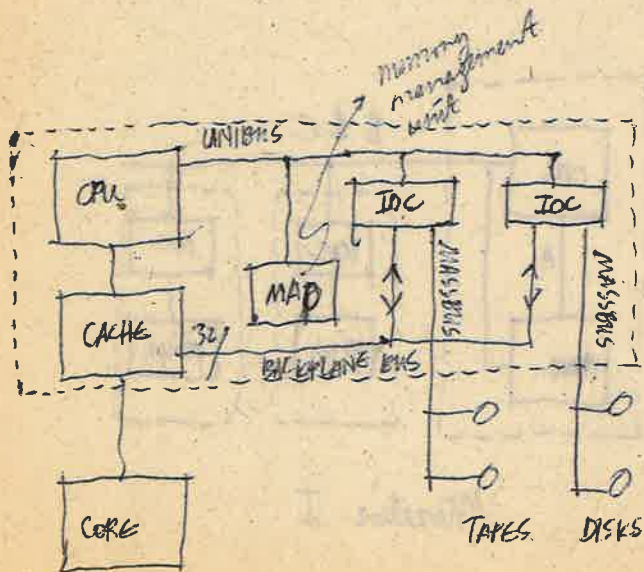 memory
management
unit
UNIBUS
CPU
IOC
IOC
MAP
MASSBUS
MASSBUS
CACHE
32
BACKPLANE BUS
CORE
TAPES.
DISKS